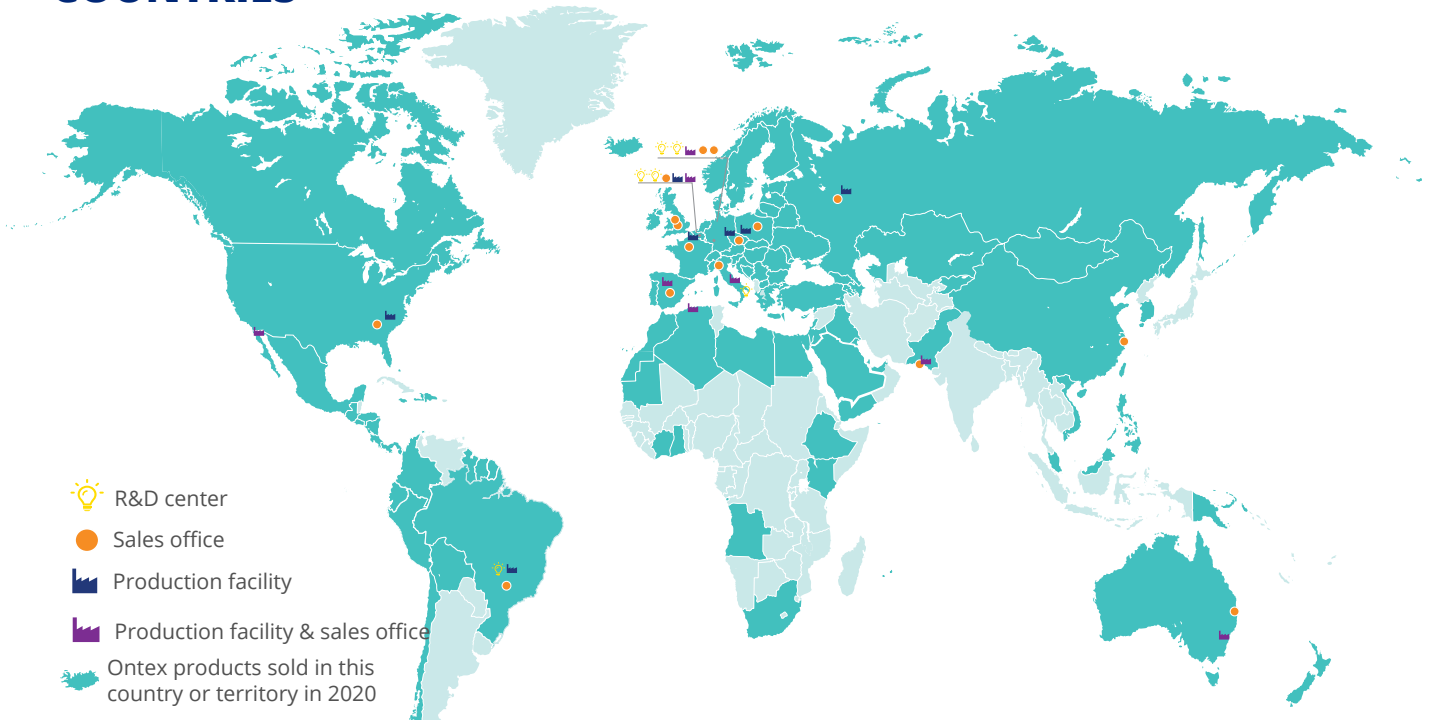 COUNTRIES
R&D center
Sales office
Production facility
Production facility & sales office
Ontex products sold in this
country or territory in 2020